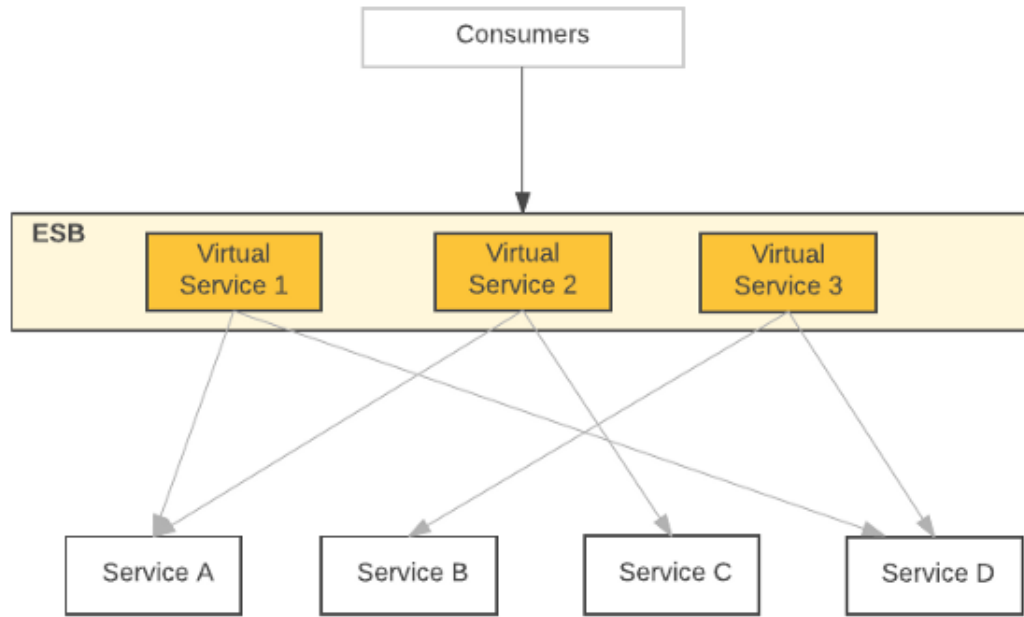 Consumers
ESB
Virtual
Service 1
Virtual
Service 2
Virtual
Service 3
Service A
Service B
Service C
Service D